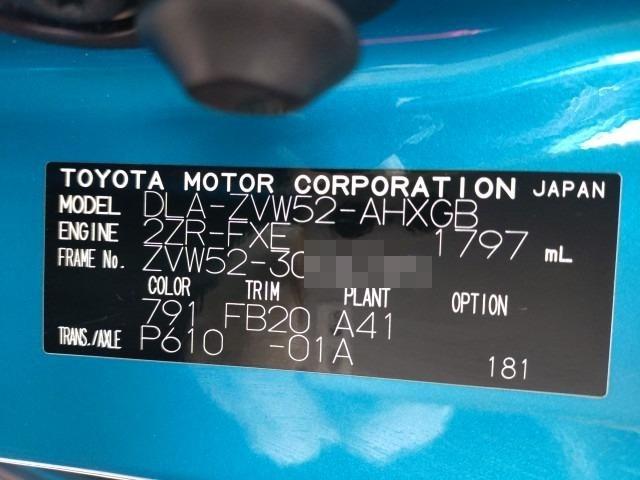 TOYOTA MOTOR CORPORATION JAPAN
MODEL DLA-ZVW52-AHXGB
ENGINE 2ZR-FXE 1797 mL
FRAME No. ZVW52-30
COLOR TRIM PLANT OPTION
791 FB20 A41
TRANS./AXLE P610 -01A 181